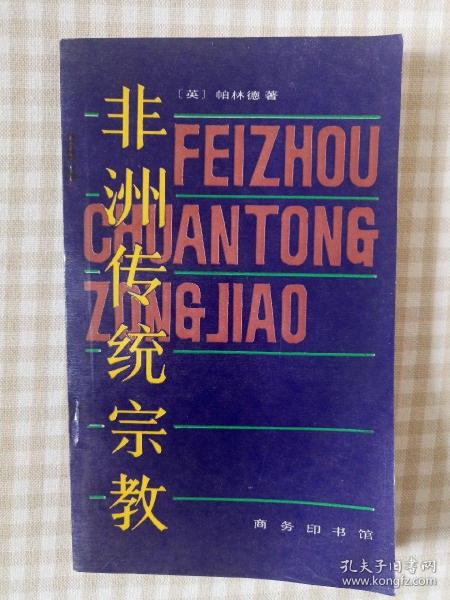 〔英〕帕林德著
非洲传统宗教
FEIZHOU
CHUANTONG
ZONGJIAO
商务印书馆
孔夫子旧书网
www.kongfz.com